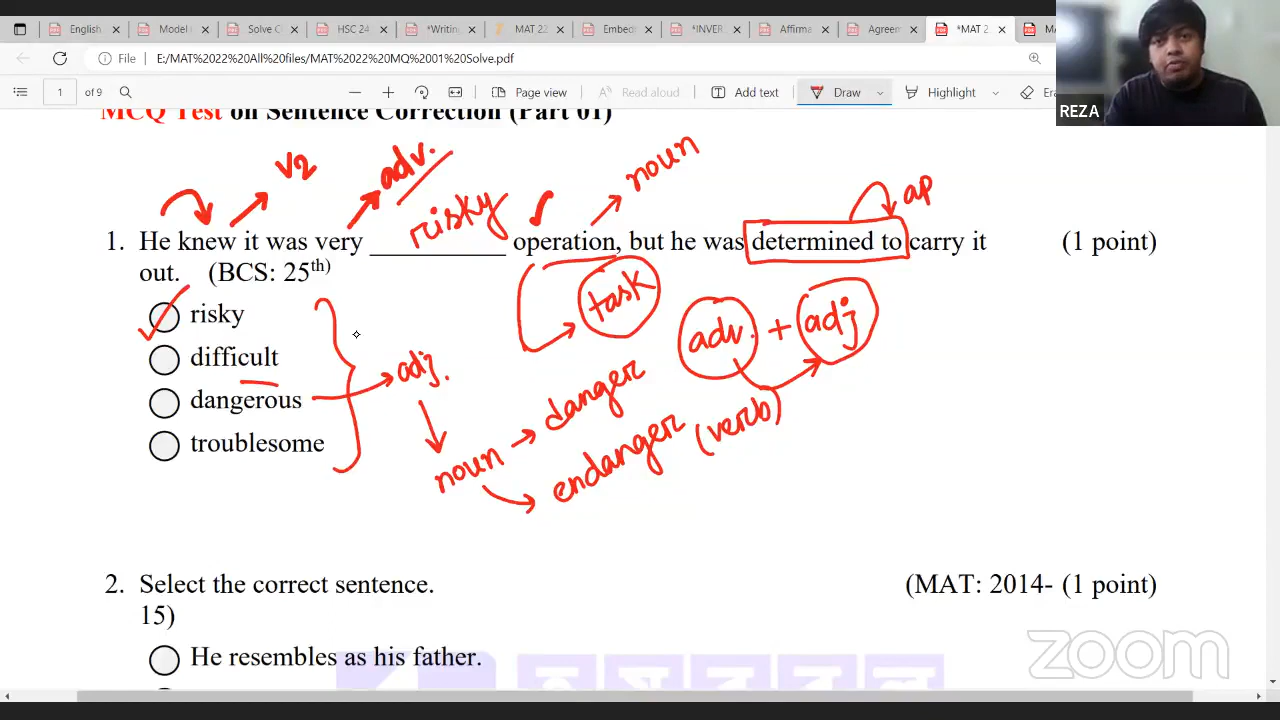 English
Model
Solve C
HSC 24
*Writing
MAT 22
Embed
*INVER
Affirma
Agreem
*MAT 2
MA
File E:/MAT%2022%20All%20files/MAT%2022%20MQ%2001%20solve.pdf
1 of 9 Page view Read aloud Add text Draw Highlight
REZA
MCQ Test on Sentence Correction (Part 01)
v2
adv.
noun
ap
risky
1. He knew it was very __________ operation, but he was determined to carry it (1 point)
out. (BCS: 25th)
risky
difficult
dangerous
troublesome
task
adv. + adj
adj.
noun → danger
endanger (verb)
2. Select the correct sentence. (MAT: 2014- (1 point)
15)
He resembles as his father.
zoom